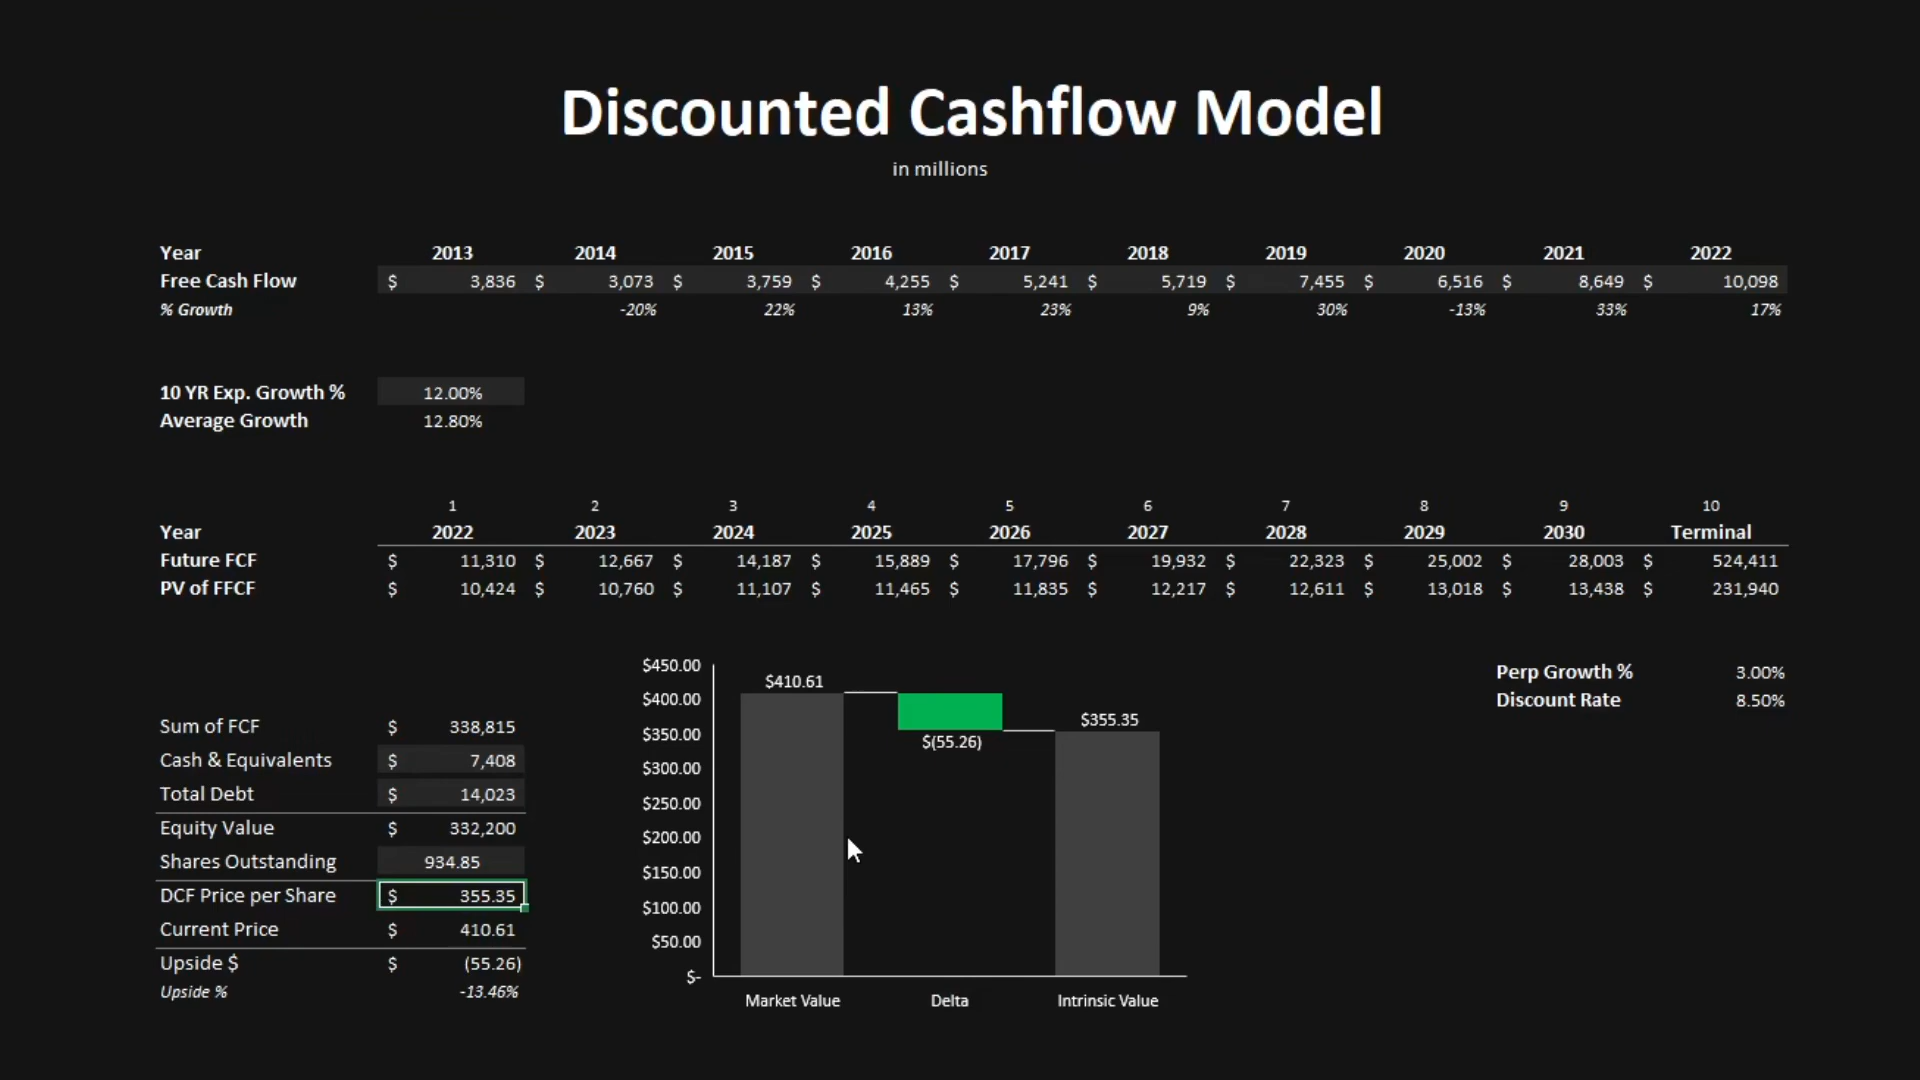 Discounted Cashflow Model
in millions
Year 2013 2014 2015 2016 2017 2018 2019 2020 2021 2022
Free Cash Flow $ 3,836 $ 3,073 $ 3,759 $ 4,255 $ 5,241 $ 5,719 $ 7,455 $ 6,516 $ 8,649 $ 10,098
% Growth -20% 22% 13% 23% 9% 30% -13% 33% 17%
10 YR Exp. Growth % 12.00%
Average Growth 12.80%
1 2 3 4 5 6 7 8 9 10
Year 2022 2023 2024 2025 2026 2027 2028 2029 2030 Terminal
Future FCF $ 11,310 $ 12,667 $ 14,187 $ 15,889 $ 17,796 $ 19,932 $ 22,323 $ 25,002 $ 28,003 $ 524,411
PV of FFCF $ 10,424 $ 10,760 $ 11,107 $ 11,465 $ 11,835 $ 12,217 $ 12,611 $ 13,018 $ 13,438 $ 231,940
Perp Growth % 3.00%
Discount Rate 8.50%
Sum of FCF $ 338,815
Cash & Equivalents $ 7,408
Total Debt $ 14,023
Equity Value $ 332,200
Shares Outstanding 934.85
DCF Price per Share $ 355.35
Current Price $ 410.61
Upside $ $ (55.26)
Upside % -13.46%
$450.00
$400.00
$350.00
$300.00
$250.00
$200.00
$150.00
$100.00
$50.00
$-
$410.61
$(55.26)
$355.35
Market Value Delta Intrinsic Value